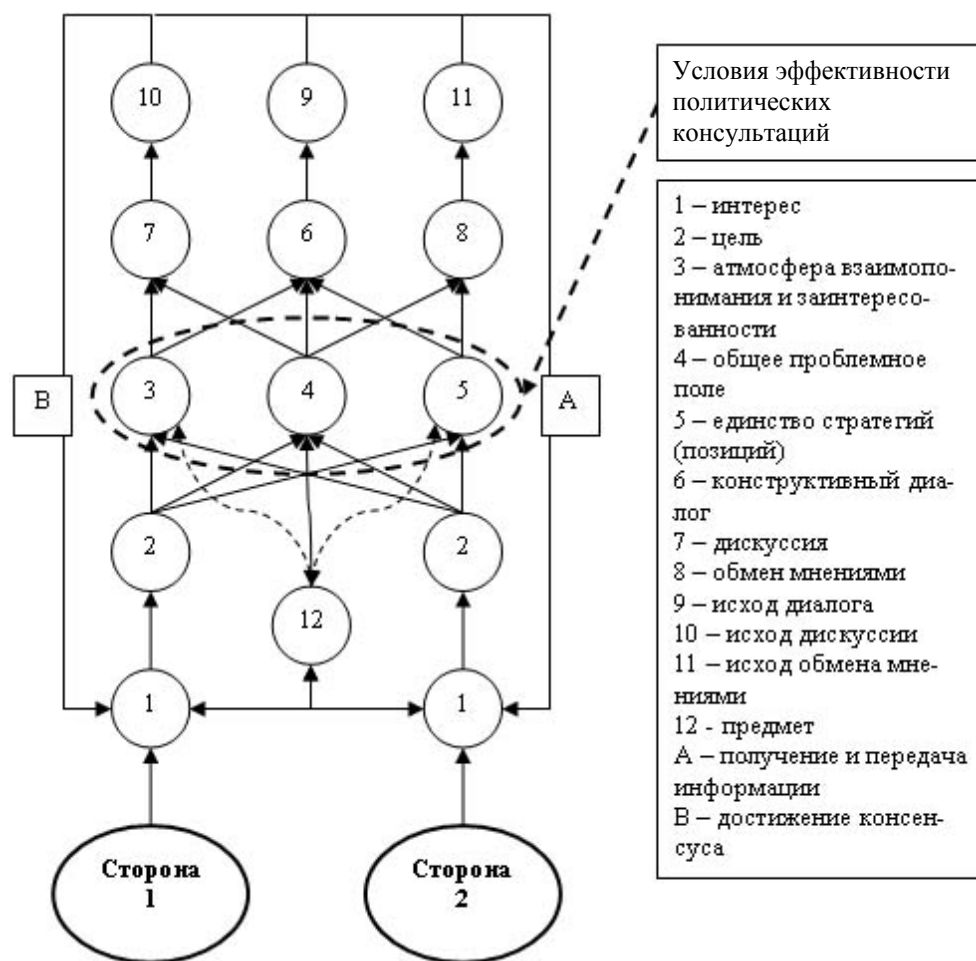 10
9
11
Условия эффективности
политических
консультаций
7
6
8
1 – интерес
2 – цель
3 – атмосфера взаимопо-
нимания и заинтересо-
ванности
4 – общее проблемное
поле
5 – единство стратегий
(позиций)
6 – конструктивный диа-
лог
7 – дискуссия
8 – обмен мнениями
9 – исход диалога
10 – исход дискуссии
11 – исход обмена мне-
ниями
12 - предмет
А – получение и передача
информации
В – достижение консен-
суса
В
3
4
5
А
2
2
12
1
1
Сторона
1
Сторона
2